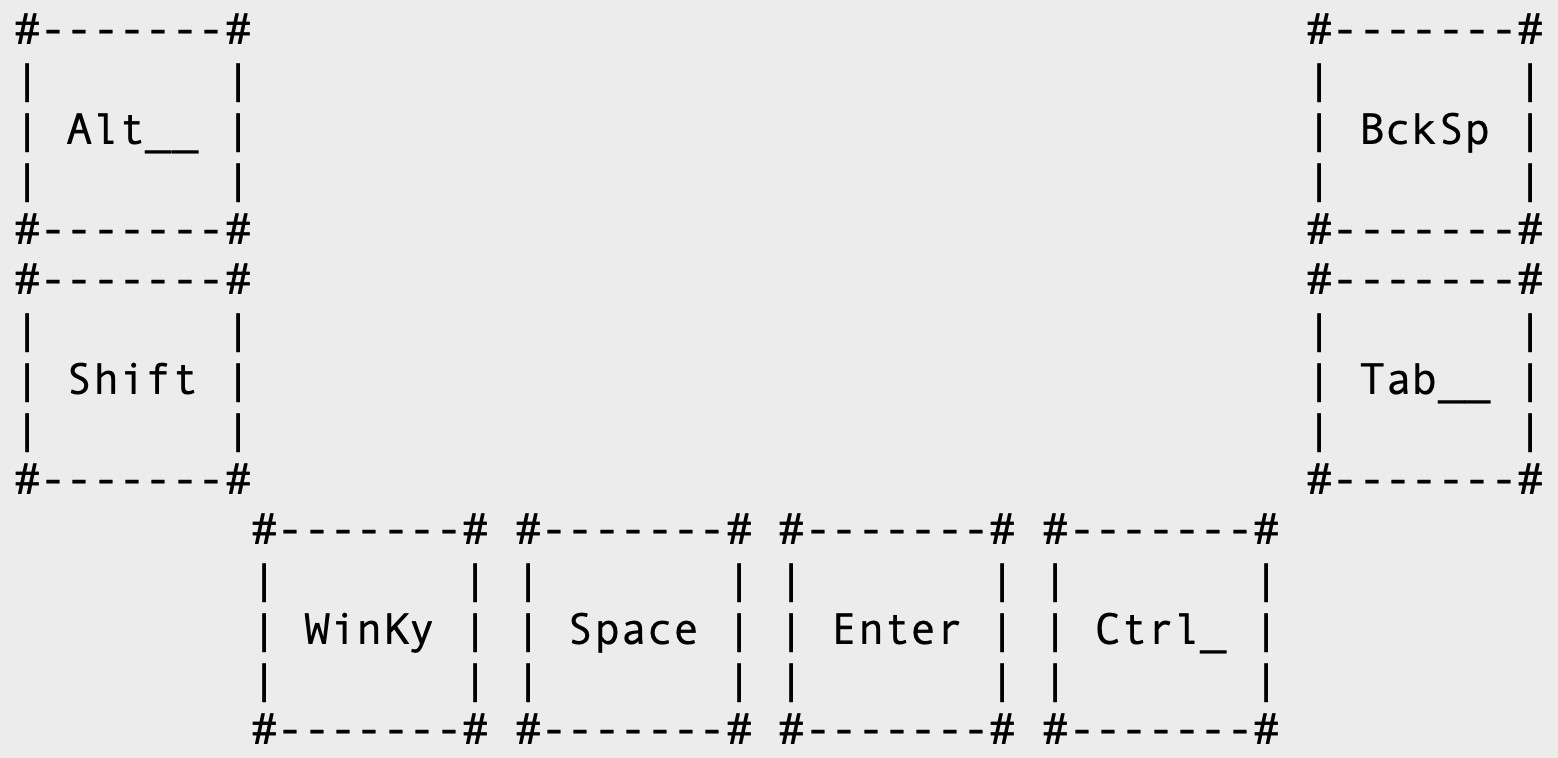 #-------#                                        #-------#
|       |                                        |       |
| Alt__ |                                        | BckSp |
|       |                                        |       |
#-------#                                        #-------#
#-------#                                        #-------#
|       |                                        |       |
| Shift |                                        | Tab__ |
|       |                                        |       |
#-------#                                        #-------#
         #-------# #-------# #-------# #-------#
         |       | |       | |       | |       |
         | WinKy | | Space | | Enter | | Ctrl_ |
         |       | |       | |       | |       |
         #-------# #-------# #-------# #-------#